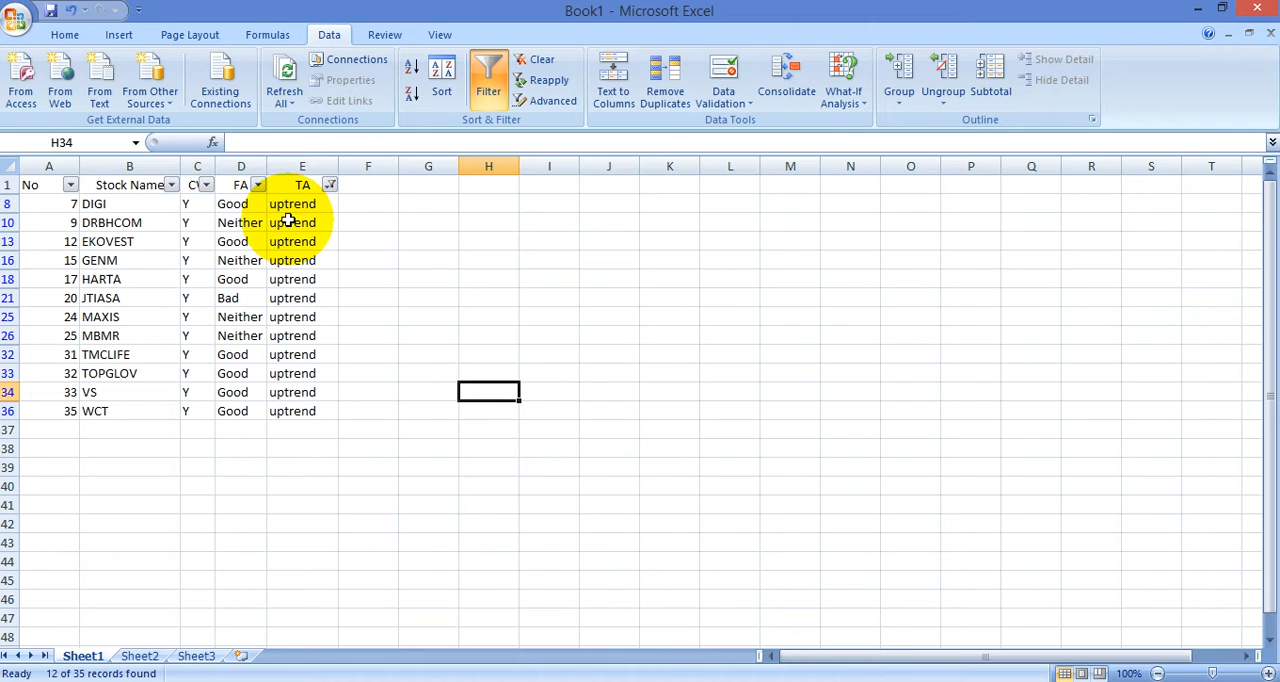 Book1 - Microsoft Excel
Home Insert Page Layout Formulas Data Review View
From Access
From Web
From Text
From Other Sources
Existing Connections
Get External Data
Refresh All
Connections
Properties
Edit Links
Connections
Sort
Filter
Clear
Reapply
Advanced
Sort & Filter
Text to Columns
Remove Duplicates
Data Validation
Consolidate
What-If Analysis
Data Tools
Group
Ungroup
Subtotal
Show Detail
Hide Detail
Outline
H34 fx
A B C D E F G H I J K L M N O P Q R S T
1 No Stock Name FA TA
8 7 DIGI Y Good uptrend
10 9 DRBHCOM Y Neither uptrend
13 12 EKOVEST Y Good uptrend
16 15 GENM Y Neither uptrend
18 17 HARTA Y Good uptrend
21 20 JTIASA Y Bad uptrend
25 24 MAXIS Y Neither uptrend
26 25 MBMR Y Neither uptrend
32 31 TMCLIFE Y Good uptrend
33 32 TOPGLOV Y Good uptrend
34 33 VS Y Good uptrend
36 35 WCT Y Good uptrend
37
38
39
40
41
42
43
44
45
46
47
48
Sheet1 Sheet2 Sheet3
Ready 12 of 35 records found 100%